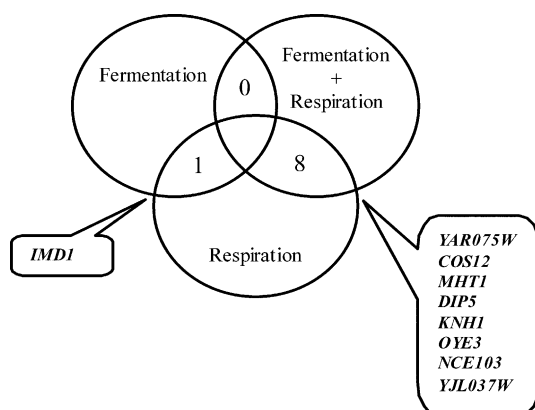 Fermentation
0
Fermentation
+
Respiration
1
8
Respiration
IMD1
YAR075W
COS12
MHT1
DIP5
KNH1
OYE3
NCE103
YJL037W